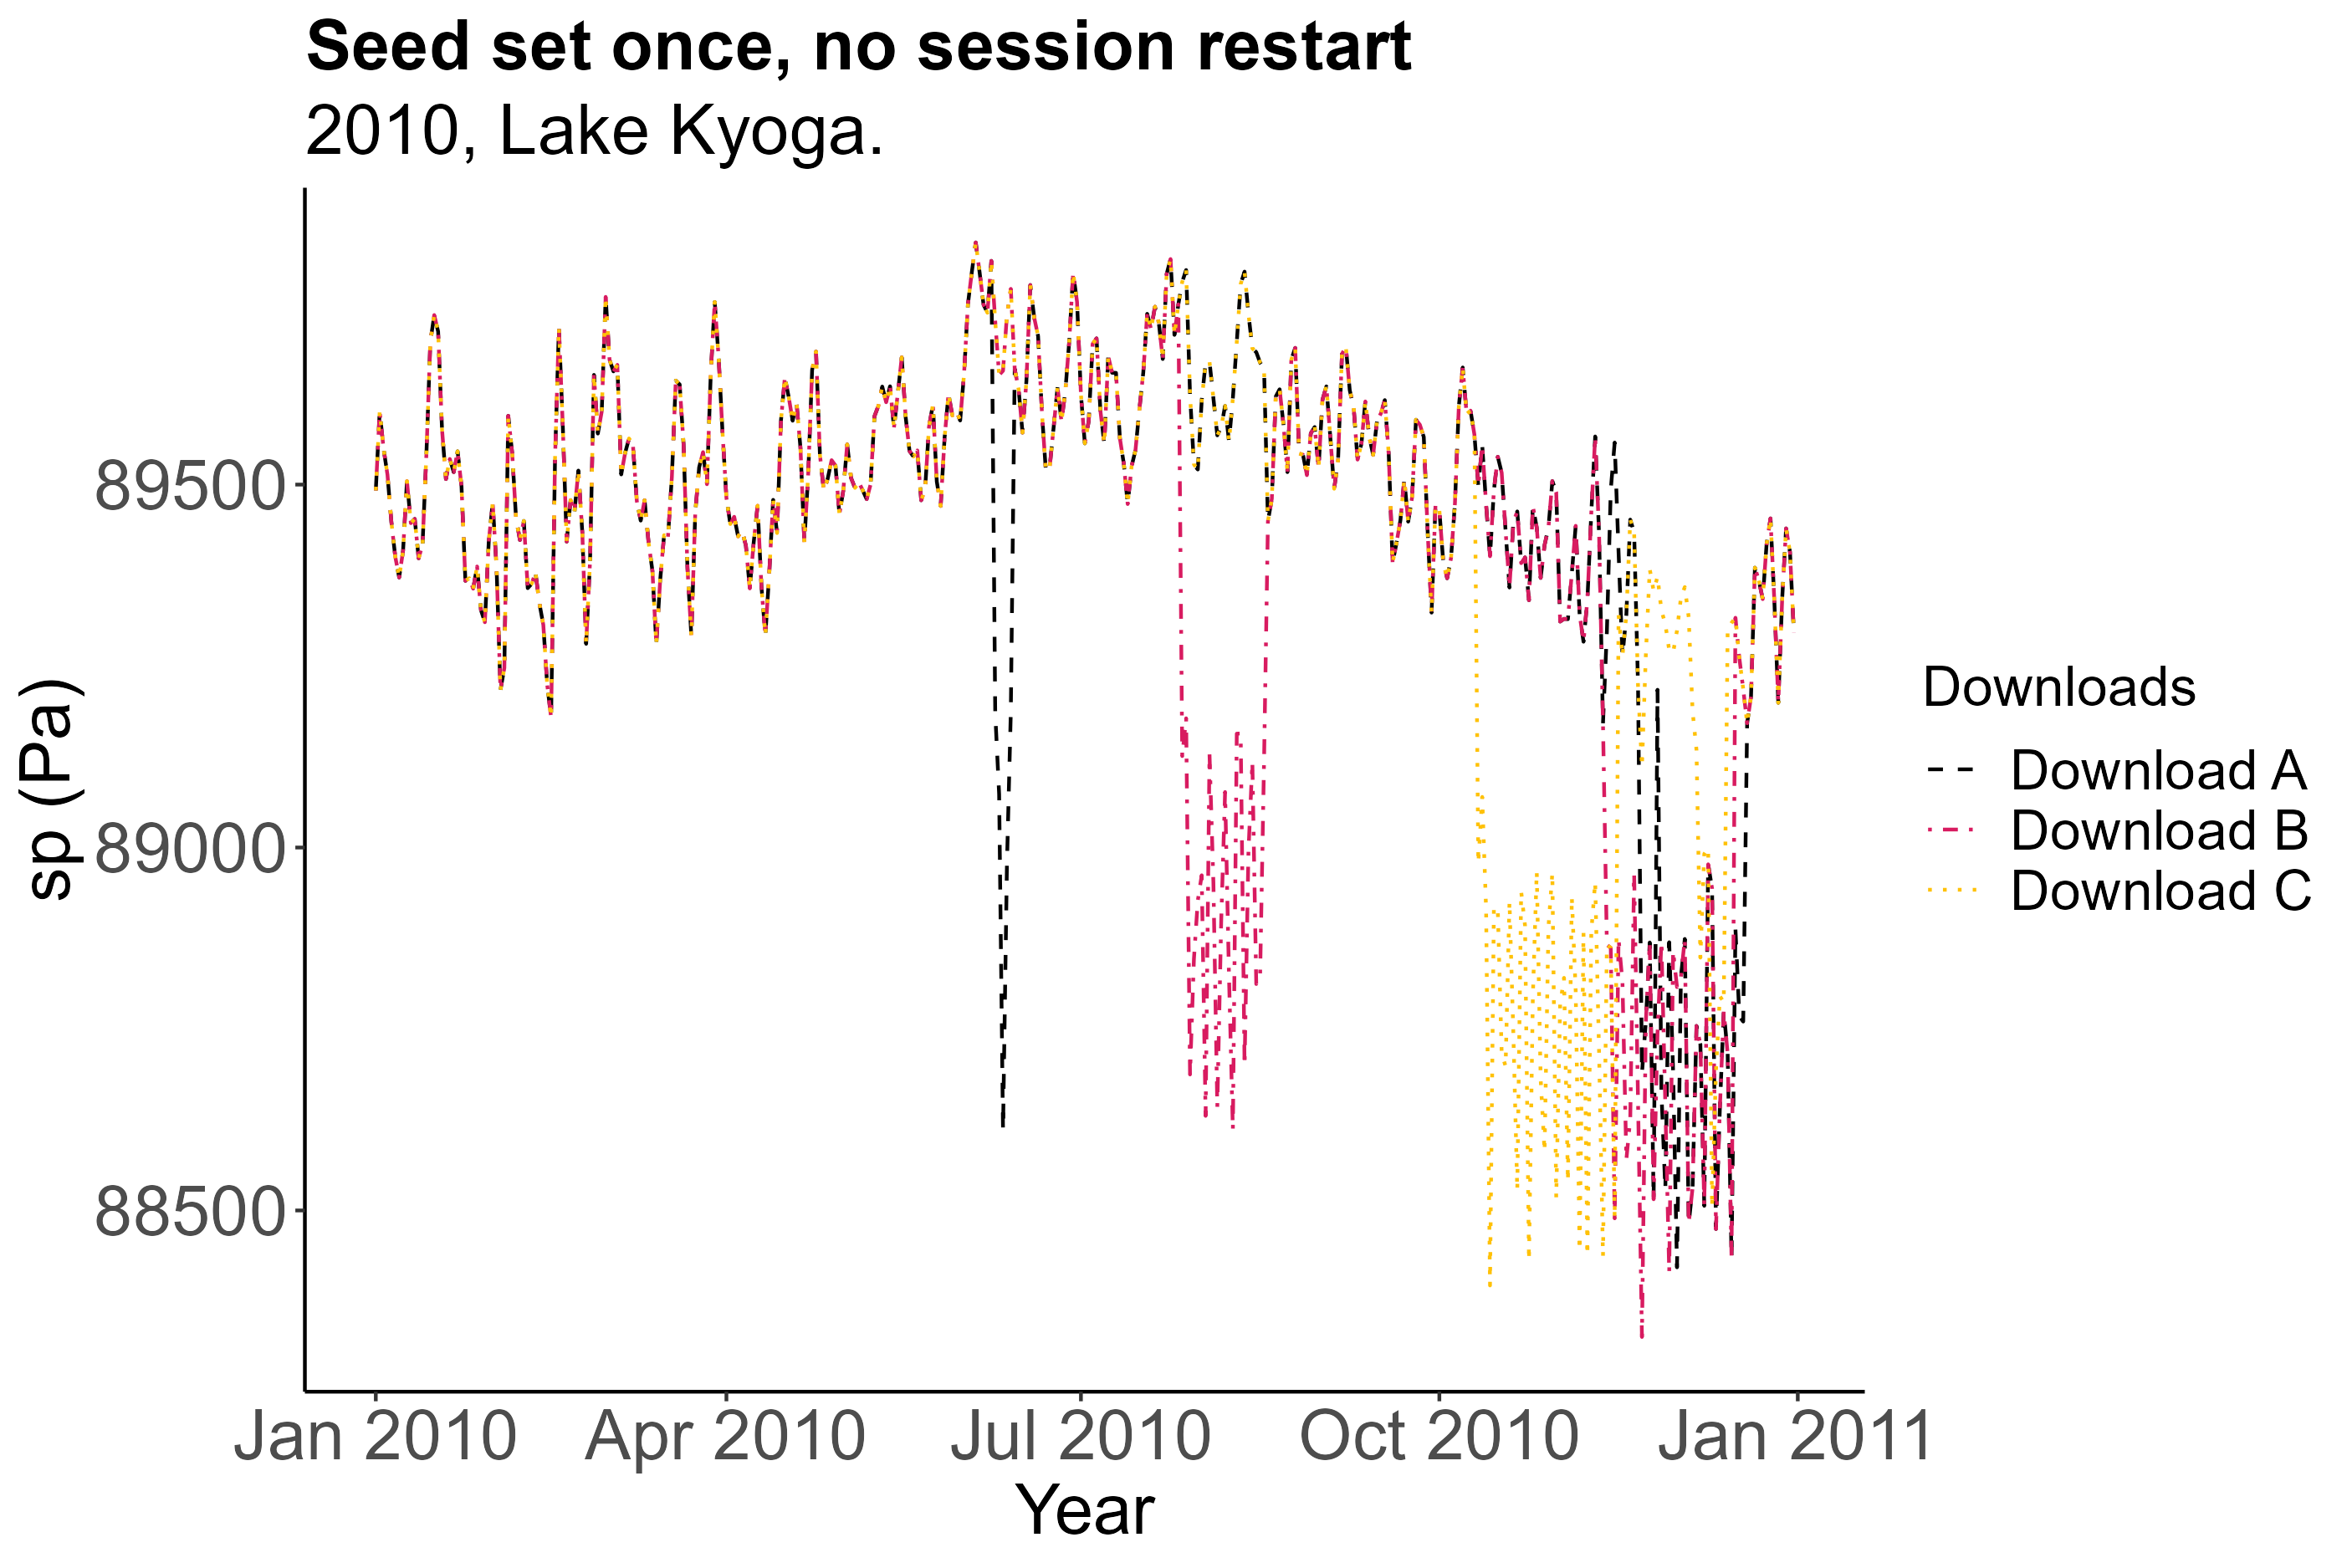 Seed set once, no session restart
2010, Lake Kyoga.
sp (Pa)
89500
89000
88500
Jan 2010
Apr 2010
Jul 2010
Oct 2010
Jan 2011
Year
Downloads
Download A
Download B
Download C